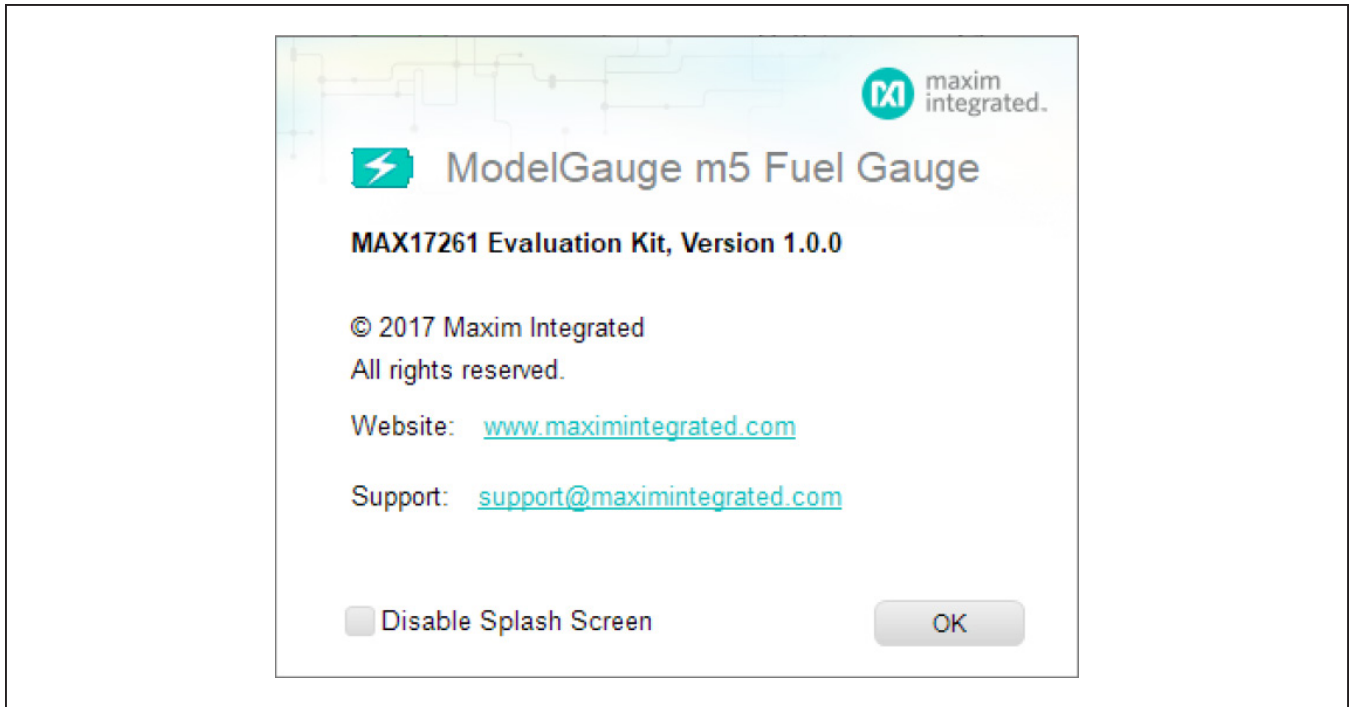 maxim
integrated™
ModelGauge m5 Fuel Gauge
MAX17261 Evaluation Kit, Version 1.0.0
© 2017 Maxim Integrated
All rights reserved.
Website: www.maximintegrated.com
Support: support@maximintegrated.com
Disable Splash Screen
OK